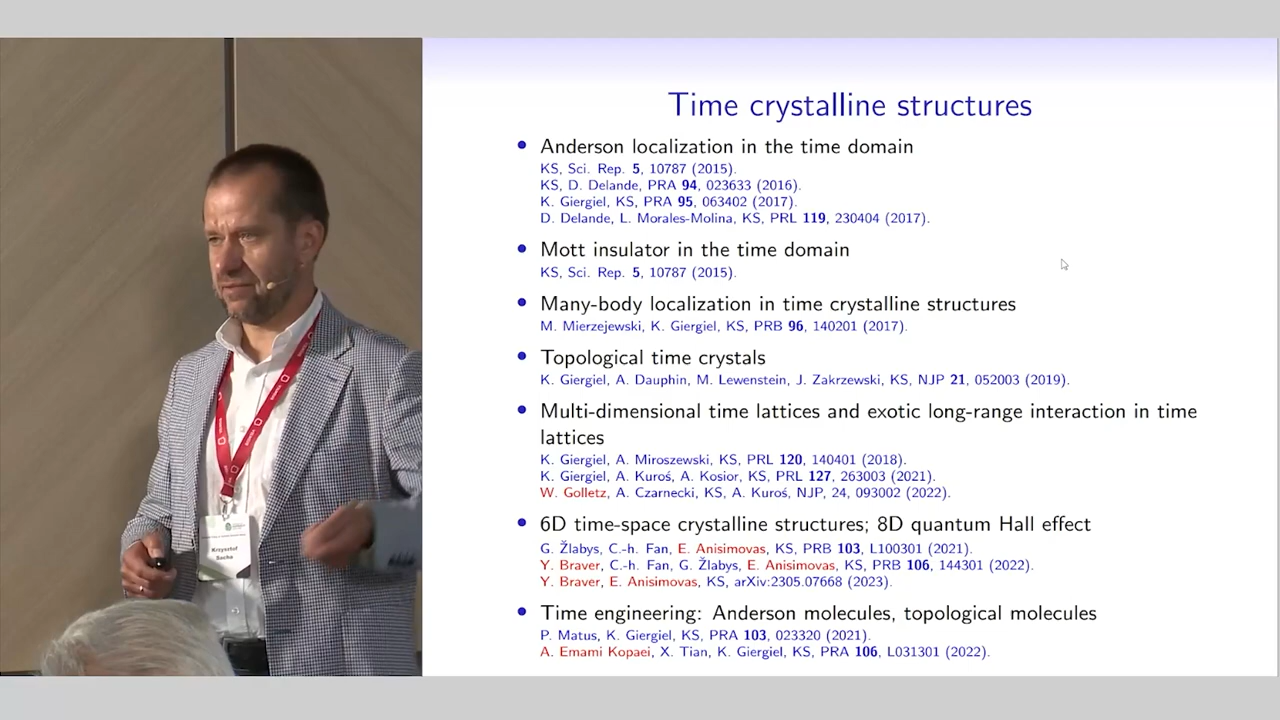 Time crystalline structures
• Anderson localization in the time domain
KS, Sci. Rep. 5, 10787 (2015).
KS, D. Delande, PRA 94, 023633 (2016).
K. Giergiel, KS, PRA 95, 063402 (2017).
D. Delande, L. Morales-Molina, KS, PRL 119, 230404 (2017).
• Mott insulator in the time domain
KS, Sci. Rep. 5, 10787 (2015).
• Many-body localization in time crystalline structures
M. Mierzejewski, K. Giergiel, KS, PRB 96, 140201 (2017).
• Topological time crystals
K. Giergiel, A. Dauphin, M. Lewenstein, J. Zakrzewski, KS, NJP 21, 052003 (2019).
• Multi-dimensional time lattices and exotic long-range interaction in time
lattices
K. Giergiel, A. Miroszewski, KS, PRL 120, 140401 (2018).
K. Giergiel, A. Kuroś, A. Kosior, KS, PRL 127, 263003 (2021).
W. Golletz, A. Czarnecki, KS, A. Kuroś, NJP, 24, 093002 (2022).
• 6D time-space crystalline structures; 8D quantum Hall effect
G. Žlabys, C.-h. Fan, E. Anisimovas, KS, PRB 103, L100301 (2021).
Y. Braver, C.-h. Fan, G. Žlabys, E. Anisimovas, KS, PRB 106, 144301 (2022).
Y. Braver, E. Anisimovas, KS, arXiv:2305.07668 (2023).
• Time engineering: Anderson molecules, topological molecules
P. Matus, K. Giergiel, KS, PRA 103, 023320 (2021).
A. Emami Kopaei, X. Tian, K. Giergiel, KS, PRA 106, L031301 (2022).
Krzysztof
Sacha